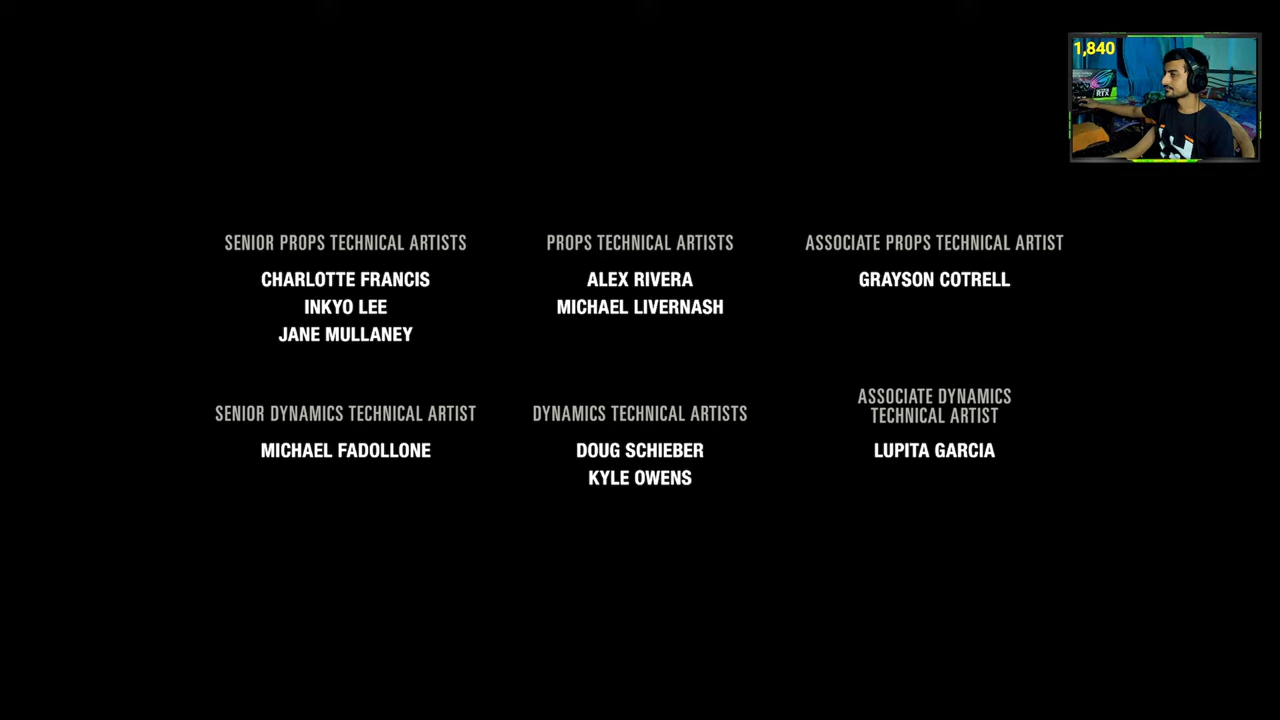 1,840
RTX
SENIOR PROPS TECHNICAL ARTISTS
CHARLOTTE FRANCIS
INKYO LEE
JANE MULLANEY
PROPS TECHNICAL ARTISTS
ALEX RIVERA
MICHAEL LIVERNASH
ASSOCIATE PROPS TECHNICAL ARTIST
GRAYSON COTRELL
SENIOR DYNAMICS TECHNICAL ARTIST
MICHAEL FADOLLONE
DYNAMICS TECHNICAL ARTISTS
DOUG SCHIEBER
KYLE OWENS
ASSOCIATE DYNAMICS
TECHNICAL ARTIST
LUPITA GARCIA